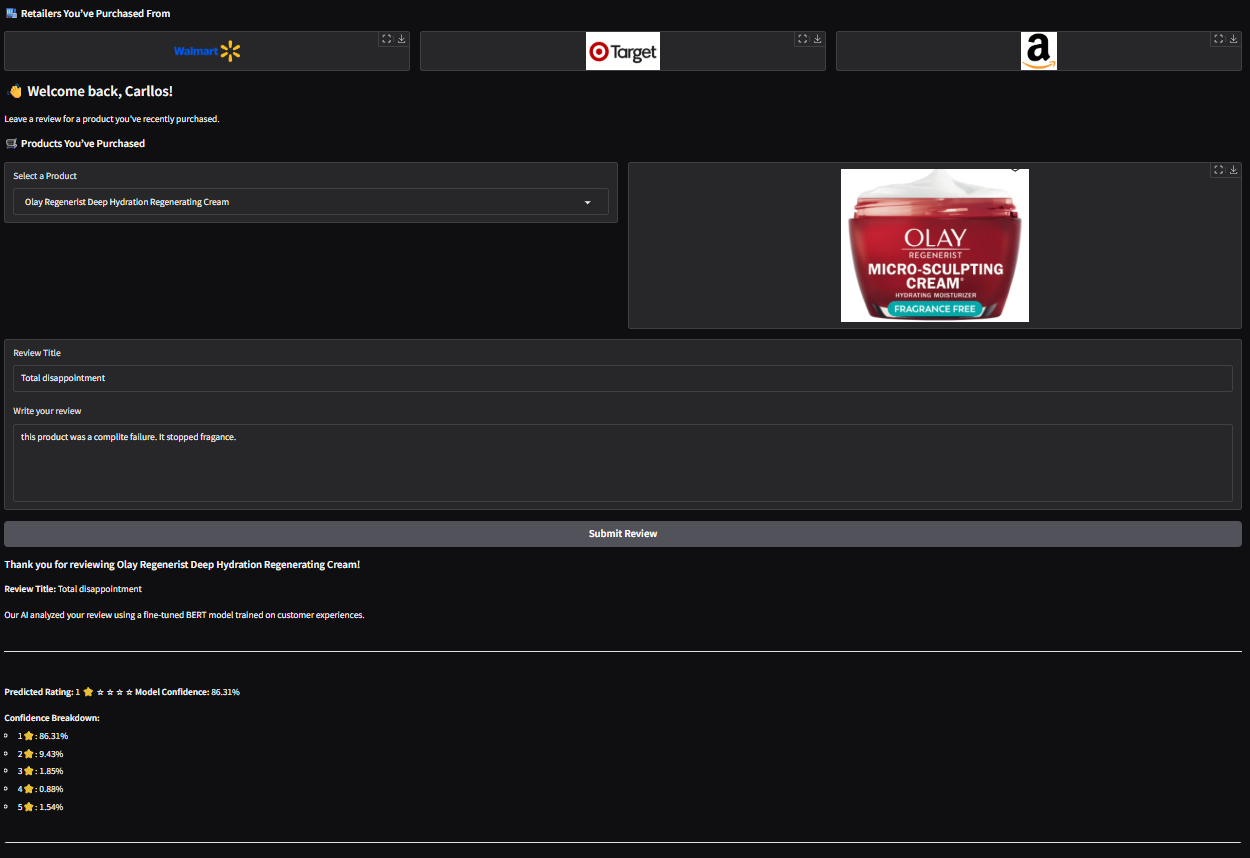 Retailers You've Purchased From
Walmart
Target
a
Welcome back, Carllos!
Leave a review for a product you've recently purchased.
Products You've Purchased
Select a Product
Olay Regenerist Deep Hydration Regenerating Cream
OLAY
REGENERIST
MICRO-SCULPTING
CREAM®
HYDRATING MOISTURIZER
FRAGRANCE FREE
Review Title
Total disappointment
Write your review
this product was a complite failure. It stopped fragance.
Submit Review
Thank you for reviewing Olay Regenerist Deep Hydration Regenerating Cream!
Review Title: Total disappointment
Our AI analyzed your review using a fine-tuned BERT model trained on customer experiences.
Predicted Rating: 1 ⭐ ☆ ☆ ☆ ☆ Model Confidence: 86.31%
Confidence Breakdown:
1⭐: 86.31%
2⭐: 9.43%
3⭐: 1.85%
4⭐: 0.88%
5⭐: 1.54%